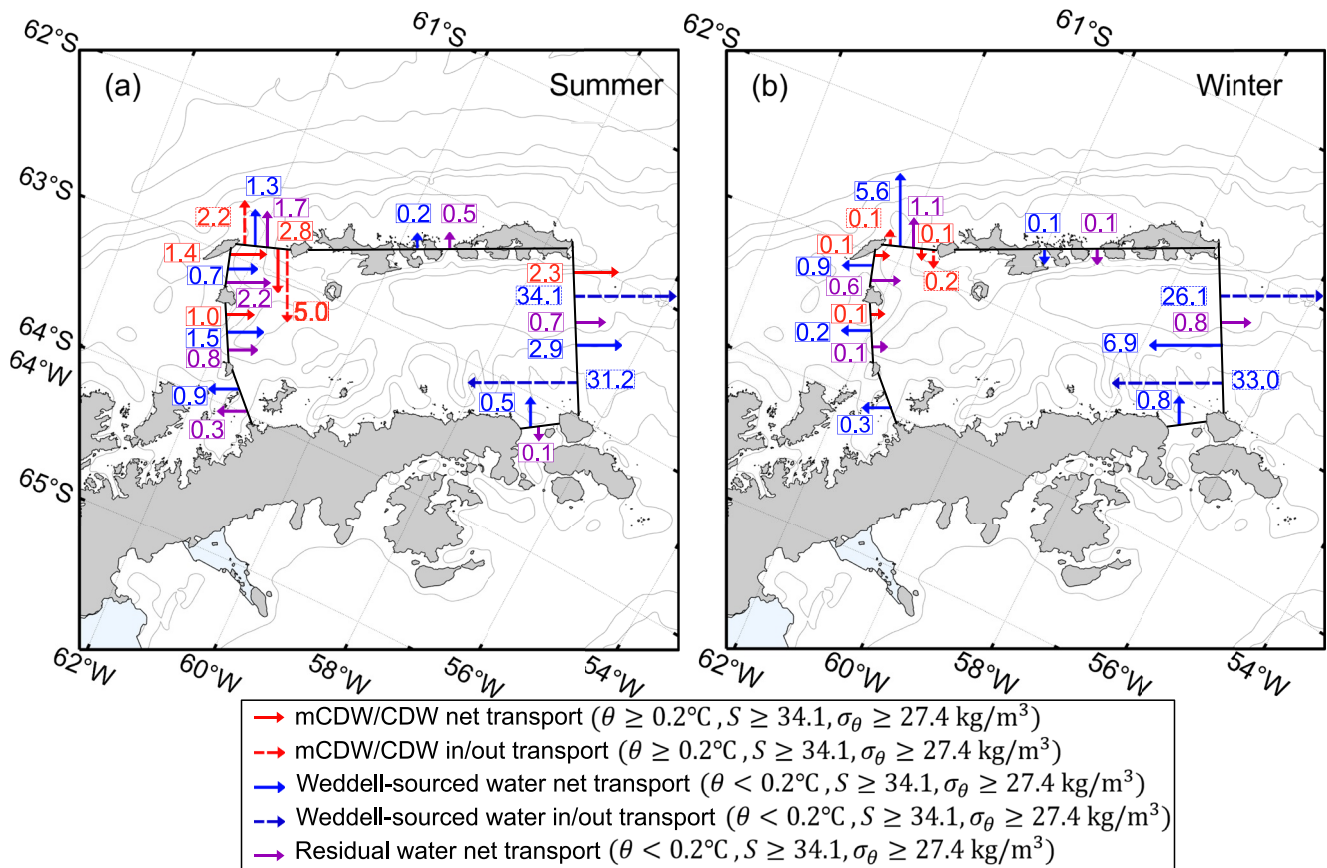 62°S
61°S
(a)
Summer
63°S
64°S
64°W
65°S
62°W
60°W
58°W
56°W
54°W
1.3
2.2
1.7
2.8
0.2
0.5
1.4
0.7
2.2
1.0
1.5
0.8
0.9
0.3
5.0
2.3
34.1
0.7
2.9
31.2
0.5
0.1
62°S
61°S
(b)
Winter
63°S
64°S
64°W
65°S
62°W
60°W
58°W
56°W
54°W
5.6
0.1
1.1
0.1
0.1
0.1
0.1
0.9
0.2
0.6
0.1
0.2
0.1
0.3
26.1
0.8
6.9
33.0
0.8
mCDW/CDW net transport (θ ≥ 0.2°C, S ≥ 34.1, σ_θ ≥ 27.4 kg/m³)
mCDW/CDW in/out transport (θ ≥ 0.2°C, S ≥ 34.1, σ_θ ≥ 27.4 kg/m³)
Weddell-sourced water net transport (θ < 0.2°C, S ≥ 34.1, σ_θ ≥ 27.4 kg/m³)
Weddell-sourced water in/out transport (θ < 0.2°C, S ≥ 34.1, σ_θ ≥ 27.4 kg/m³)
Residual water net transport (θ < 0.2°C, S ≥ 34.1, σ_θ ≥ 27.4 kg/m³)